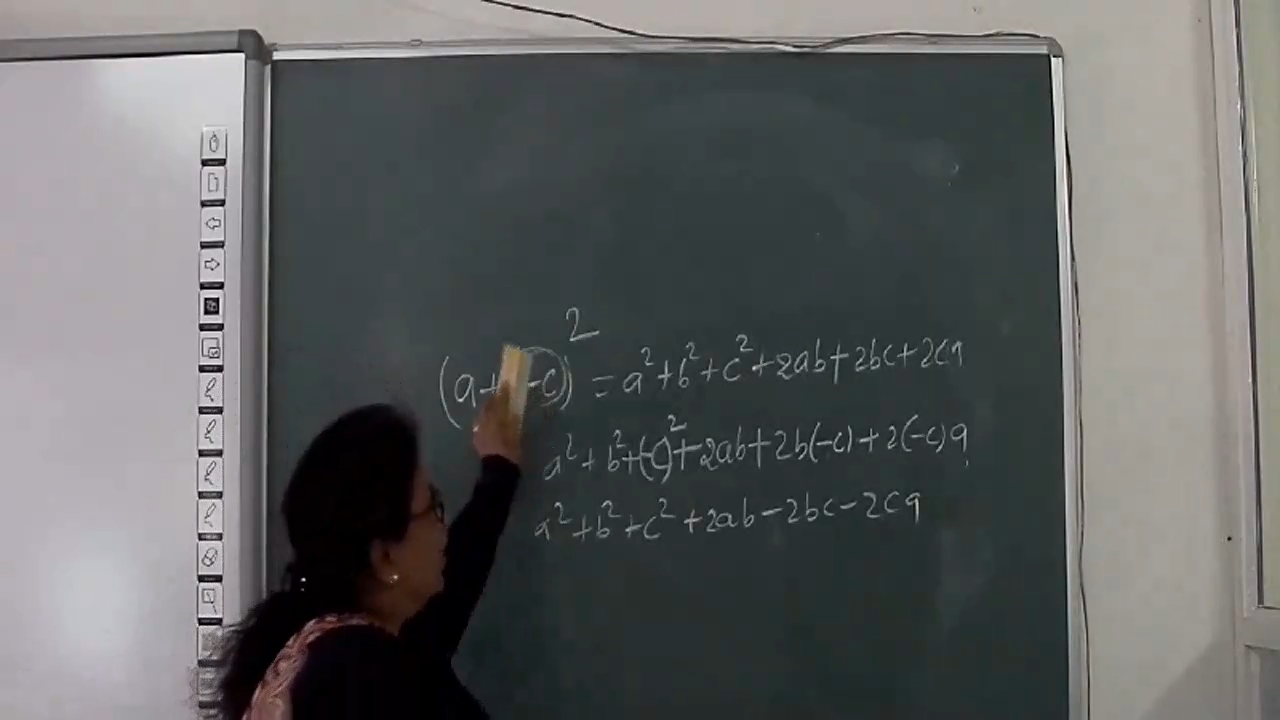 (a+ -c)² = a²+b²+c²+2ab+2bc+2ca
a²+b²+(-c)²+2ab+2b(-c)+2(-c)a
a²+b²+c²+2ab-2bc-2ca